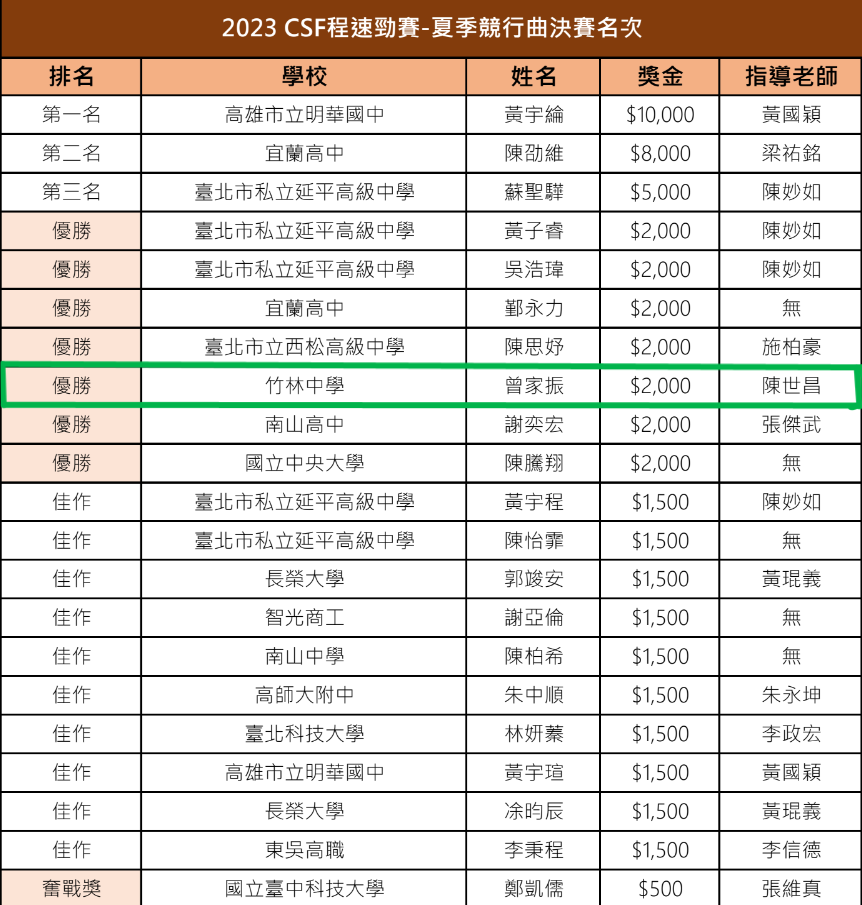 2023 CSF程速勁賽-夏季競行曲決賽名次
排名 學校 姓名 獎金 指導老師
第一名 高雄市立明華國中 黃宇綸 $10,000 黃國穎
第二名 宜蘭高中 陳劭維 $8,000 梁祐銘
第三名 臺北市私立延平高級中學 蘇聖驊 $5,000 陳妙如
優勝 臺北市私立延平高級中學 黃子睿 $2,000 陳妙如
優勝 臺北市私立延平高級中學 吳浩瑋 $2,000 陳妙如
優勝 宜蘭高中 鄞永力 $2,000 無
優勝 臺北市立西松高級中學 陳思妤 $2,000 施柏豪
優勝 竹林中學 曾家振 $2,000 陳世昌
優勝 南山高中 謝奕宏 $2,000 張傑武
優勝 國立中央大學 陳騰翔 $2,000 無
佳作 臺北市私立延平高級中學 黃宇程 $1,500 陳妙如
佳作 臺北市私立延平高級中學 陳怡霏 $1,500 無
佳作 長榮大學 郭竣安 $1,500 黃琨義
佳作 智光商工 謝亞倫 $1,500 無
佳作 南山中學 陳柏希 $1,500 無
佳作 高師大附中 朱中順 $1,500 朱永坤
佳作 臺北科技大學 林妍蓁 $1,500 李政宏
佳作 高雄市立明華國中 黃宇瑄 $1,500 黃國穎
佳作 長榮大學 凃昀辰 $1,500 黃琨義
佳作 東吳高職 李秉程 $1,500 李信德
奮戰獎 國立臺中科技大學 鄭凱儒 $500 張維真